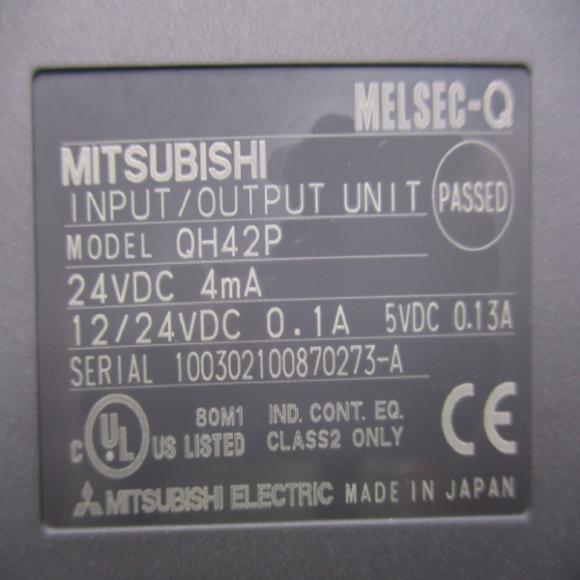 MELSEC-Q
MITSUBISHI
INPUT/OUTPUT UNIT
PASSED
MODEL QH42P
24VDC 4mA
12/24VDC 0.1A 5VDC 0.13A
SERIAL 100302100870273-A
C UL US LISTED
80M1 IND. CONT. EQ.
CLASS2 ONLY
CE
MITSUBISHI ELECTRIC MADE IN JAPAN